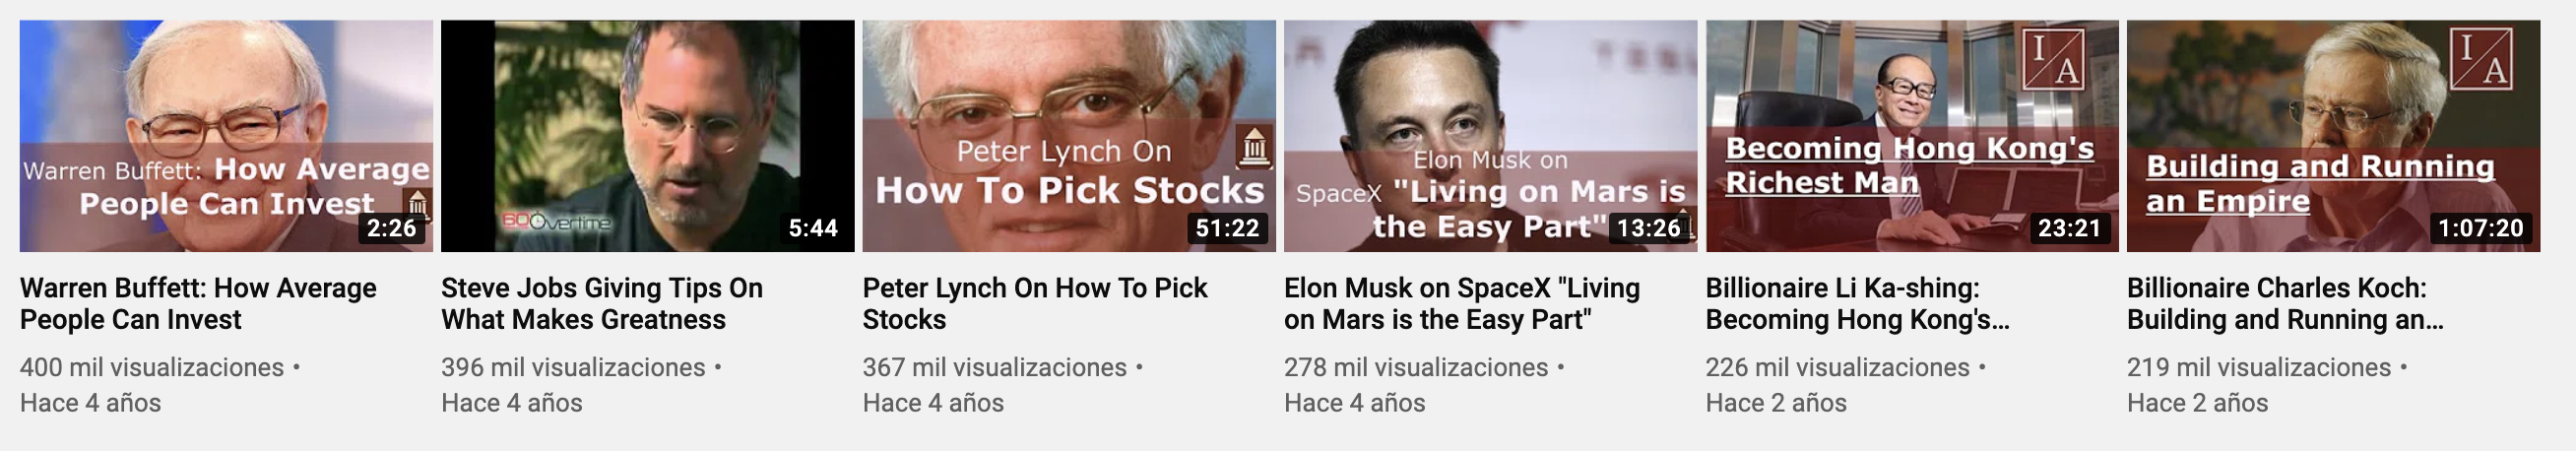 Warren Buffett: How Average
People Can Invest
2:26
Warren Buffett: How Average
People Can Invest
400 mil visualizaciones •
Hace 4 años
60 Overtime
5:44
Steve Jobs Giving Tips On
What Makes Greatness
396 mil visualizaciones •
Hace 4 años
Peter Lynch On
How To Pick Stocks
51:22
Peter Lynch On How To Pick
Stocks
367 mil visualizaciones •
Hace 4 años
Elon Musk on
SpaceX "Living on Mars is
the Easy Part"
13:26
Elon Musk on SpaceX "Living
on Mars is the Easy Part"
278 mil visualizaciones •
Hace 4 años
I A
Becoming Hong Kong's
Richest Man
23:21
Billionaire Li Ka-shing:
Becoming Hong Kong's...
226 mil visualizaciones •
Hace 2 años
I A
Building and Running
an Empire
1:07:20
Billionaire Charles Koch:
Building and Running an...
219 mil visualizaciones •
Hace 2 años